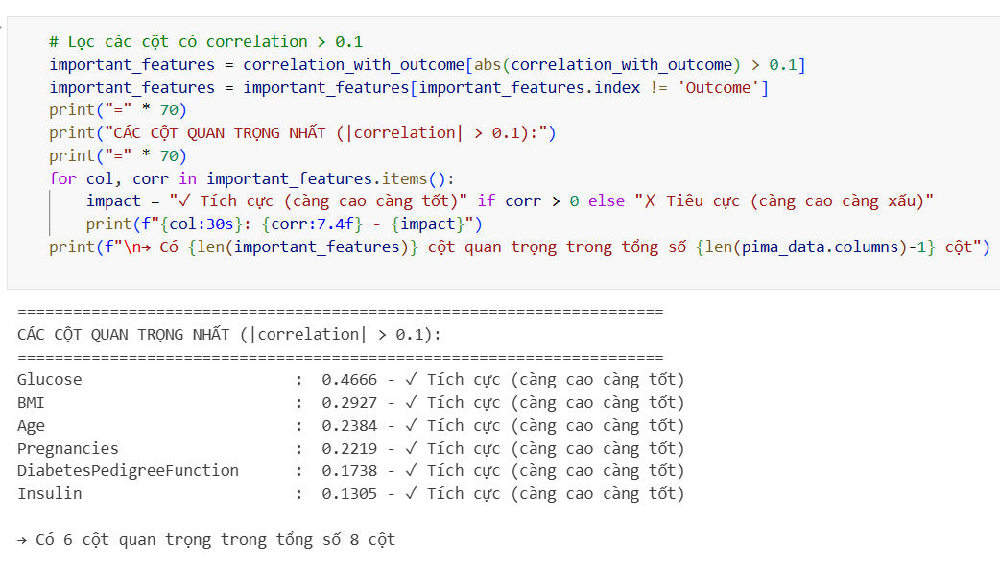 # Lọc các cột có correlation > 0.1
important_features = correlation_with_outcome[abs(correlation_with_outcome) > 0.1]
important_features = important_features[important_features.index != 'Outcome']
print("=" * 70)
print("CÁC CỘT QUAN TRỌNG NHẤT (|correlation| > 0.1):")
print("=" * 70)
for col, corr in important_features.items():
    impact = "✓ Tích cực (càng cao càng tốt)" if corr > 0 else "✗ Tiêu cực (càng cao càng xấu)"
    print(f"{col:30s}: {corr:7.4f} - {impact}")
print(f"\n→ Có {len(important_features)} cột quan trọng trong tổng số {len(pima_data.columns)-1} cột")
======================================================================
CÁC CỘT QUAN TRỌNG NHẤT (|correlation| > 0.1):
======================================================================
Glucose                       :  0.4666 - ✓ Tích cực (càng cao càng tốt)
BMI                           :  0.2927 - ✓ Tích cực (càng cao càng tốt)
Age                           :  0.2384 - ✓ Tích cực (càng cao càng tốt)
Pregnancies                   :  0.2219 - ✓ Tích cực (càng cao càng tốt)
DiabetesPedigreeFunction      :  0.1738 - ✓ Tích cực (càng cao càng tốt)
Insulin                       :  0.1305 - ✓ Tích cực (càng cao càng tốt)
→ Có 6 cột quan trọng trong tổng số 8 cột